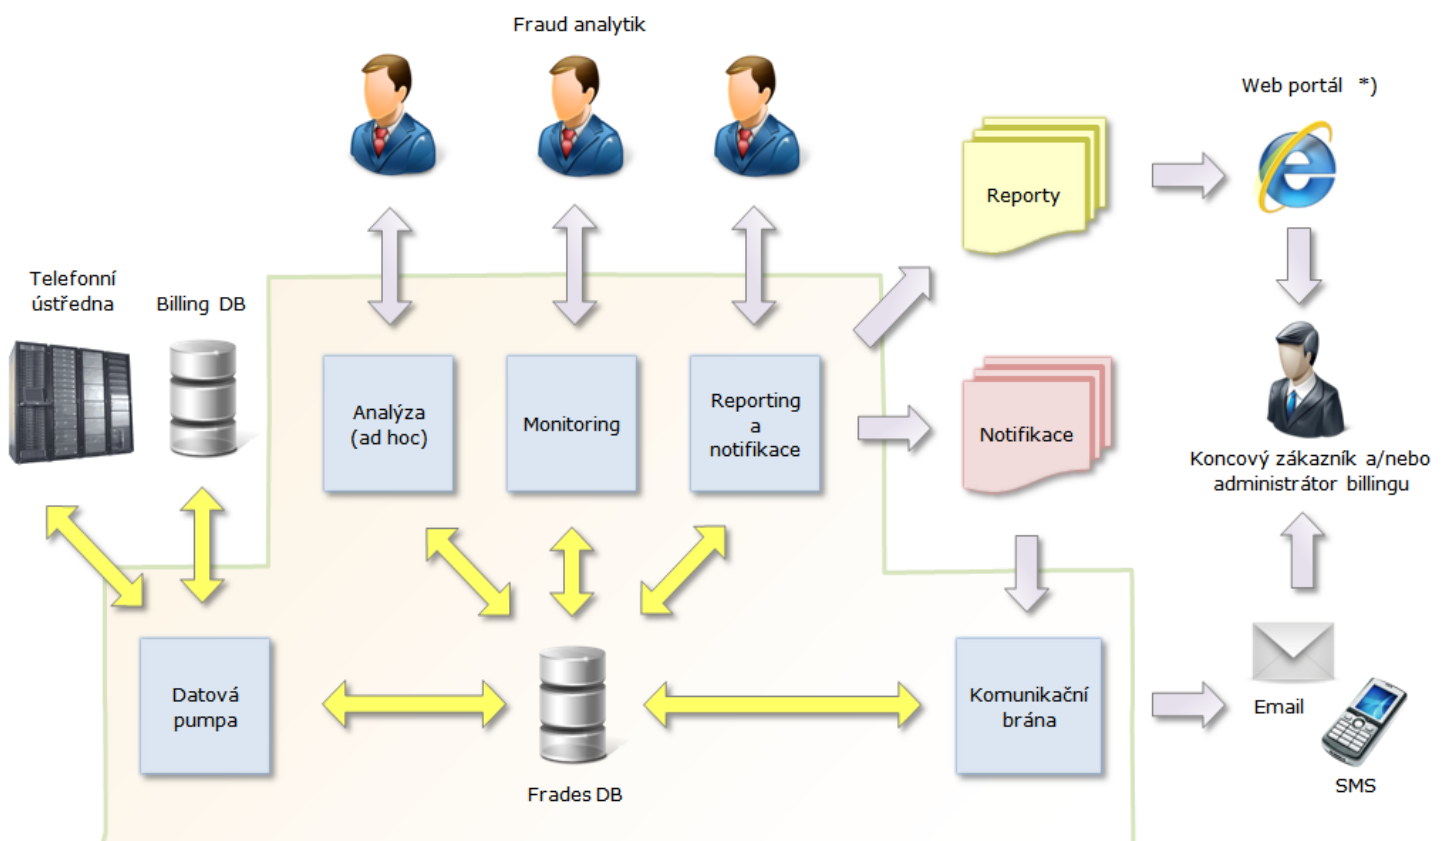 Fraud analytik
Web portál *)
Reporty
Telefonní
ústředna
Billing DB
Analýza
(ad hoc)
Monitoring
Reporting
a
notifikace
Notifikace
Koncový zákazník a/nebo
administrátor billingu
Datová
pumpa
Frades DB
Komunikační
brána
Email
SMS